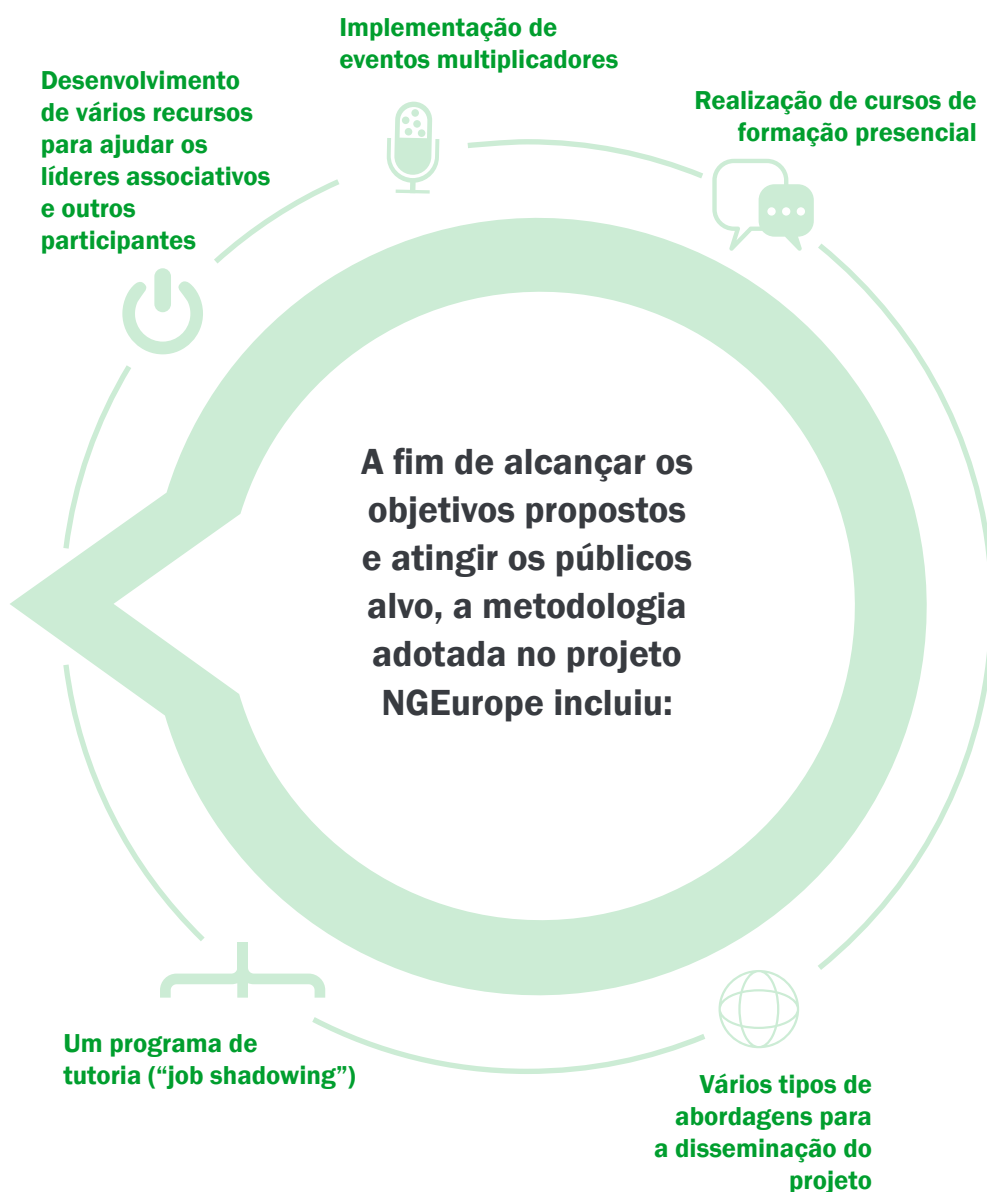 Implementação de
eventos multiplicadores
Desenvolvimento
de vários recursos
para ajudar os
líderes associativos
e outros
participantes
Realização de cursos de
formação presencial
A fim de alcançar os
objetivos propostos
e atingir os públicos
alvo, a metodologia
adotada no projeto
NGEurope incluiu:
Um programa de
tutoria (“job shadowing”)
Vários tipos de
abordagens para
a disseminação do
projeto